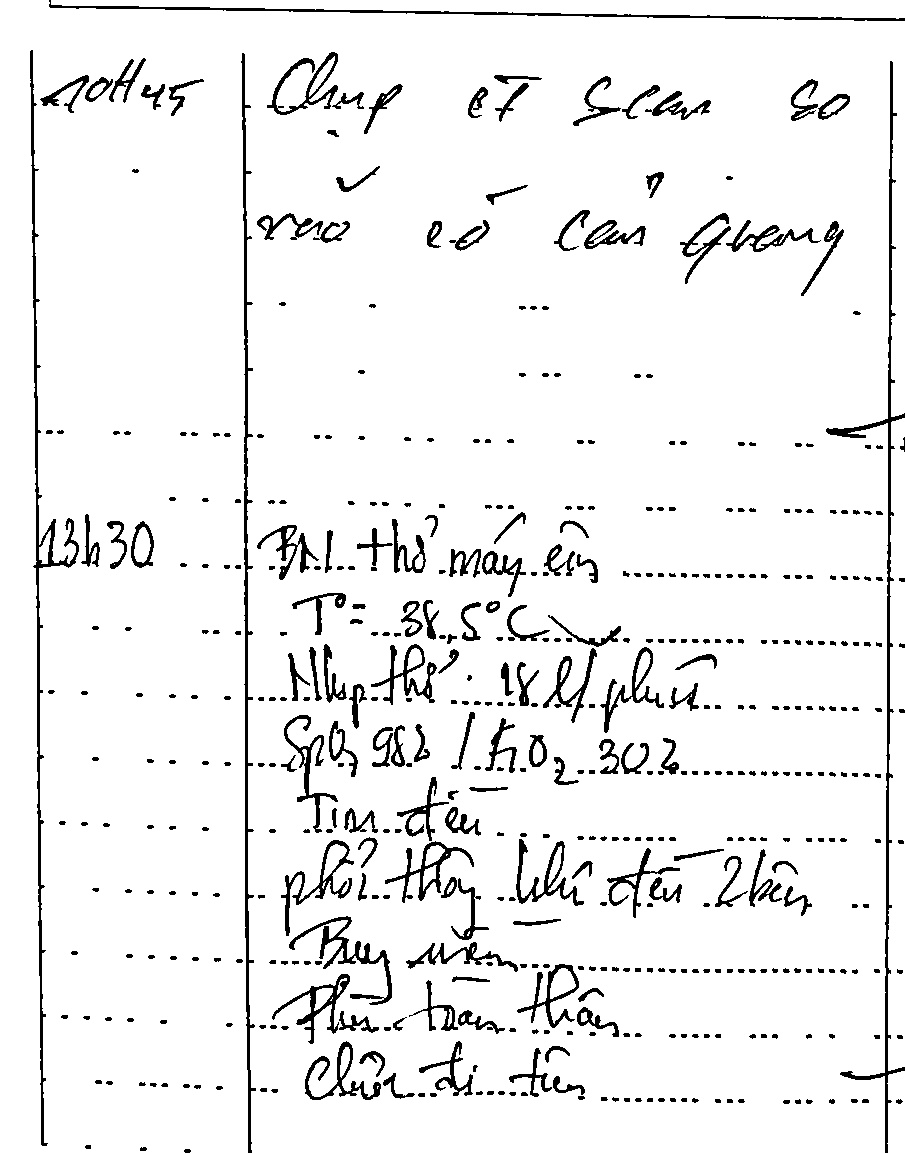 10H45 Chụp CT Scan sọ
não có cản quang
13h30 BN thở máy êm
T°= 38,5°C
Nhịp thở: 18 l/phút
SpO2 98% / FiO2 30%
Tim đều
phổi thông khí đều 2 bên
Bụng mềm
Phù toàn thân
Chưa đi tiêu